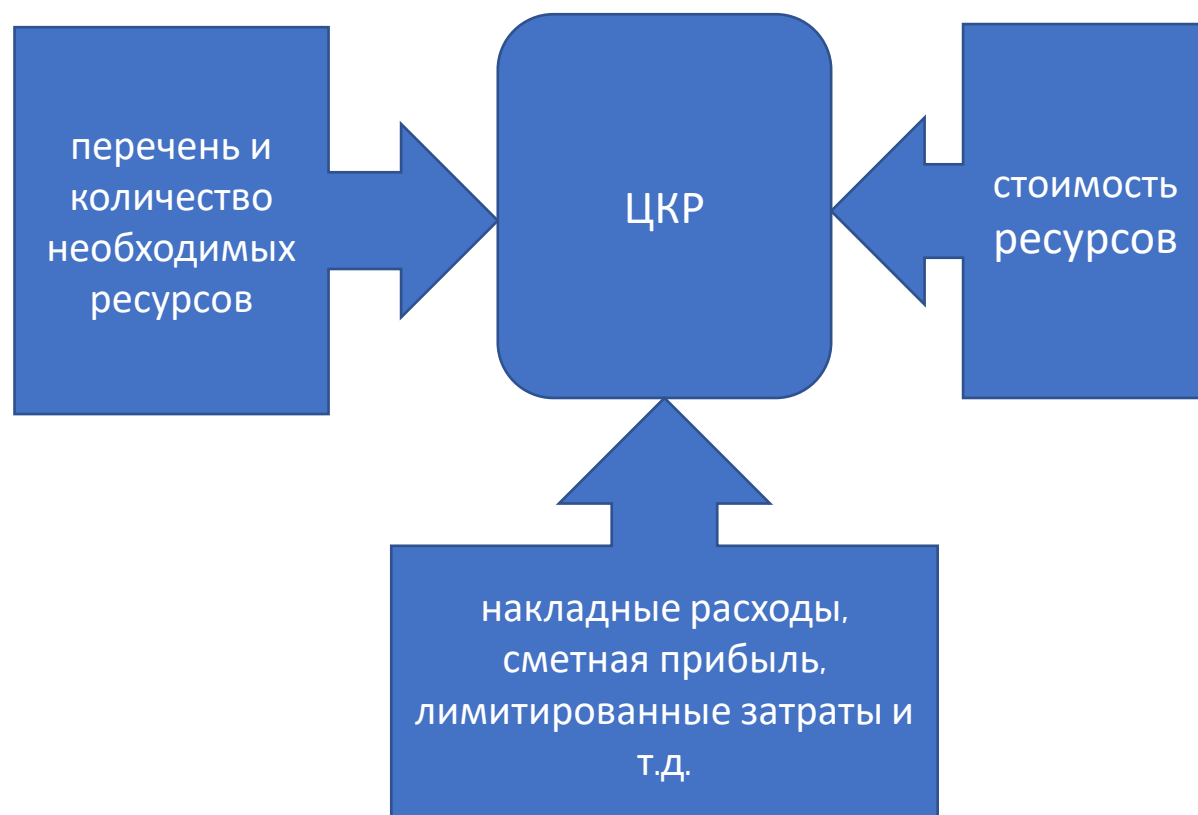 перечень и
количество
необходимых
ресурсов
ЦКР
стоимость
ресурсов
накладные расходы,
сметная прибыль,
лимитированные затраты и
т.д.